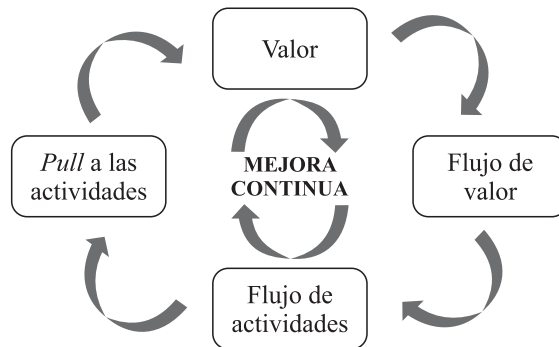 Valor
Pull a las
actividades
MEJORA
CONTINUA
Flujo de
valor
Flujo de
actividades